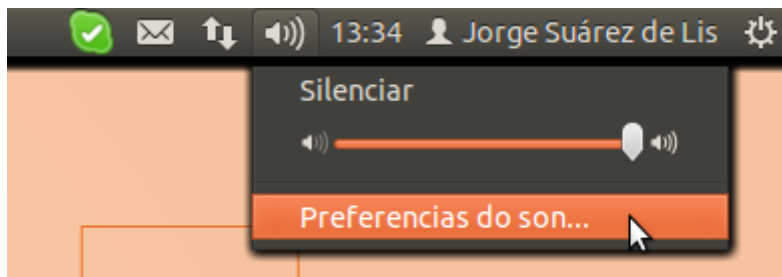 13:34 Jorge Suárez de Lis
Silenciar
Preferencias do son...